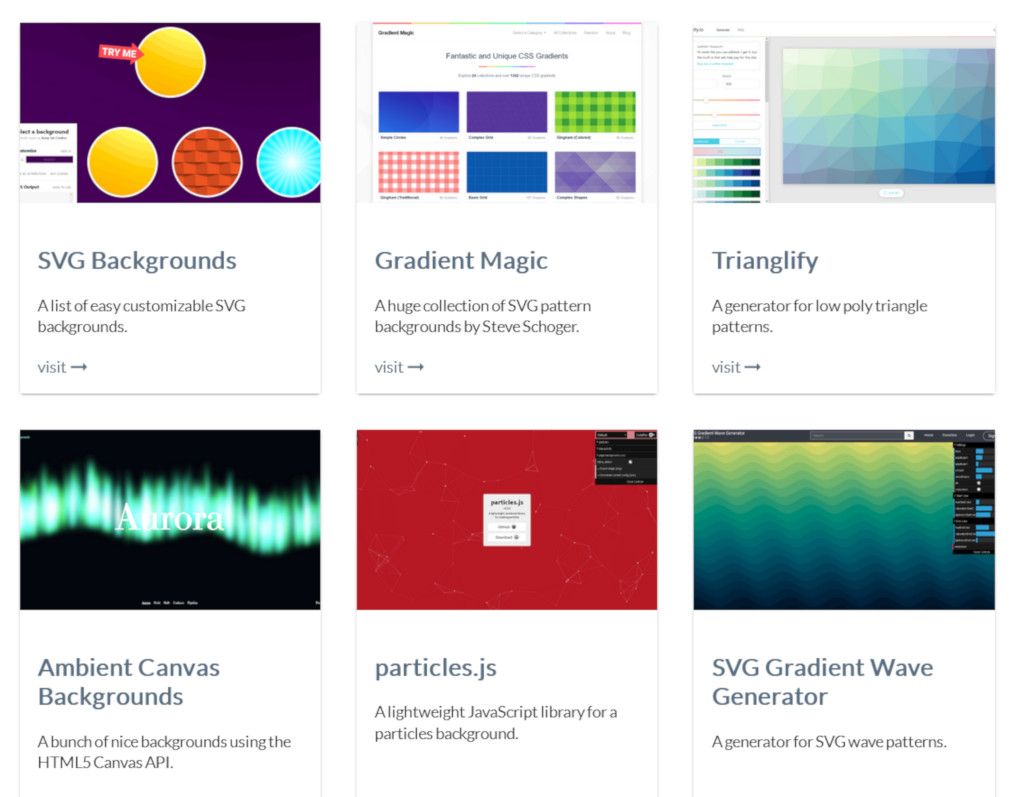 TRY ME
lect a background
Output
SVG Backgrounds
A list of easy customizable SVG
backgrounds.
visit →
Gradient Magic
Fantastic and Unique CSS Gradients
Simple Circles
Complex Grid
Gingham (Colored)
Gingham (Traditional)
Basic Grid
Complex Shapes
Gradient Magic
A huge collection of SVG pattern
backgrounds by Steve Schoger.
visit →
Trianglify
A generator for low poly triangle
patterns.
visit →
Aurora
Ambient Canvas
Backgrounds
A bunch of nice backgrounds using the
HTML5 Canvas API.
particles.js
GitHub
Download
particles.js
A lightweight JavaScript library for a
particles background.
SVG Gradient Wave
Generator
A generator for SVG wave patterns.